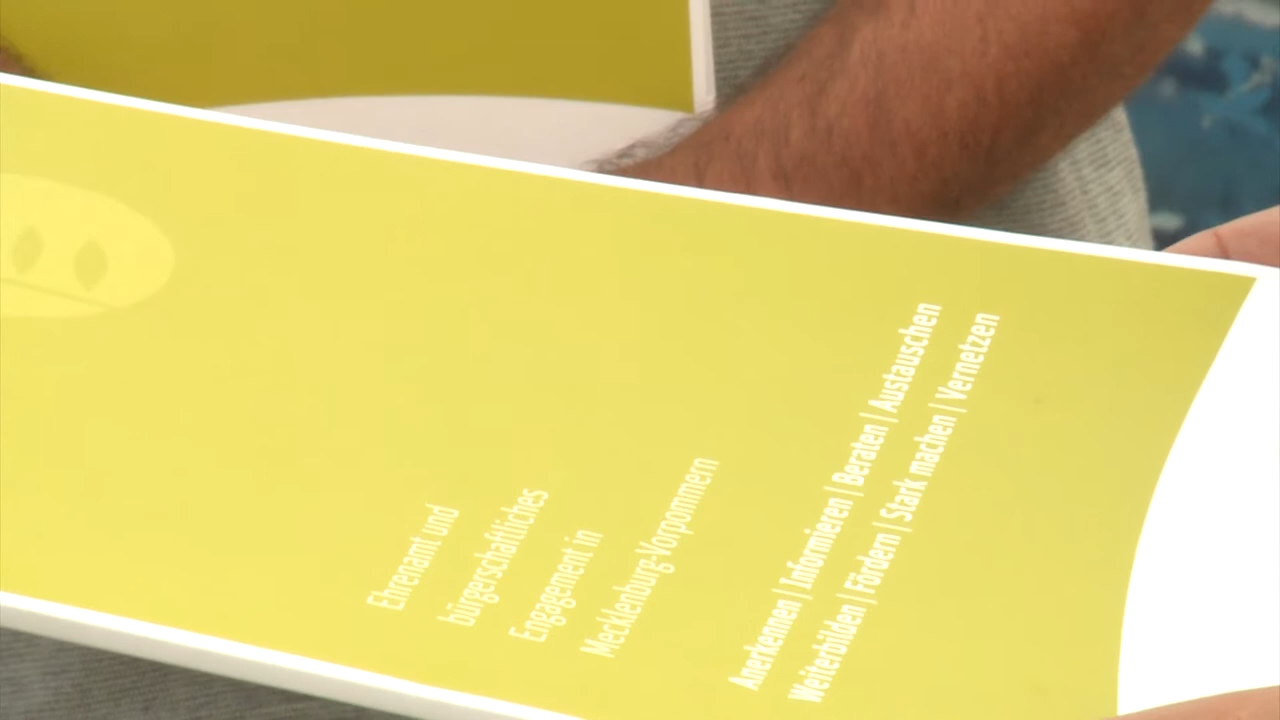 Ehrenamt und
bürgerschaftliches
Engagement in
Mecklenburg-Vorpommern
Anerkennen | Informieren | Beraten | Austauschen
Weiterbilden | Fördern | Stark machen | Vernetzen